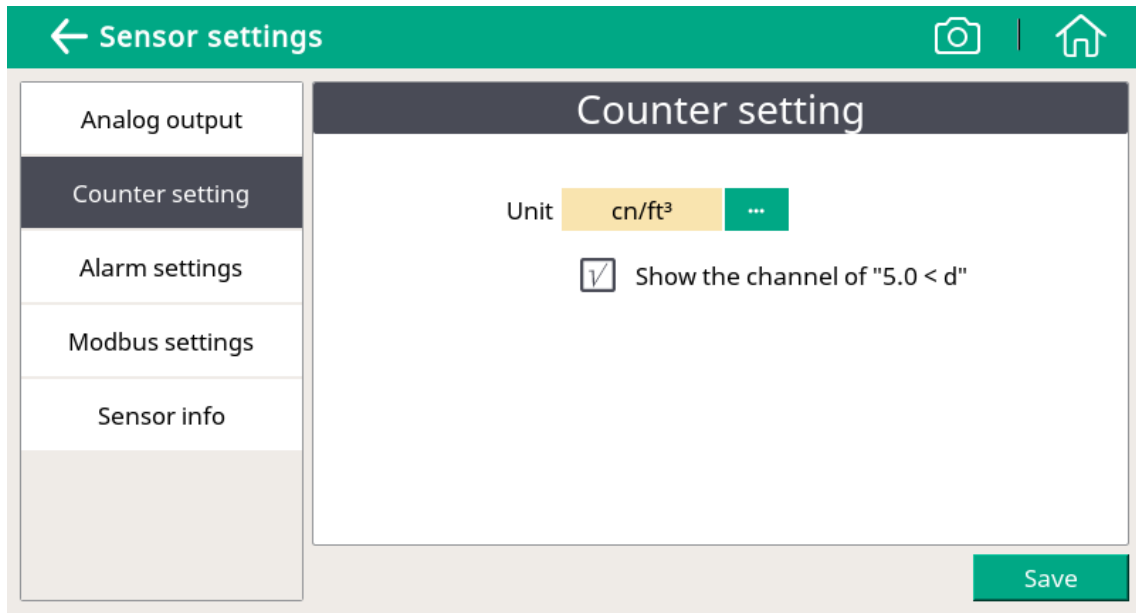 Sensor settings
Analog output
Counter setting
Alarm settings
Modbus settings
Sensor info
Counter setting
Unit cn/ft³ ...
√ Show the channel of "5.0 < d"
Save